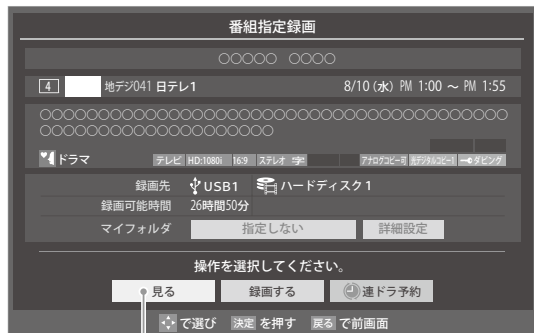 番組指定録画
○○○○○ ○○○○
4 地デジ041 日テレ1 8/10 (水) PM 1:00 ～ PM 1:55
○○○○○○○○○○○○○○○○○○○○○○○○○○○○○○○○○○○○○○○
○○○○○○○○○○○○○○○○○○○
ドラマ テレビ HD:1080i 16:9 ステレオ 字 アナログコピー可 光デジタルコピー1 ダビング
録画先 USB1 ハードディスク1
録画可能時間 26時間50分
マイフォルダ 指定しない 詳細設定
操作を選択してください。
見る 録画する 連ドラ予約
で選び 決定 を押す 戻る で前画面